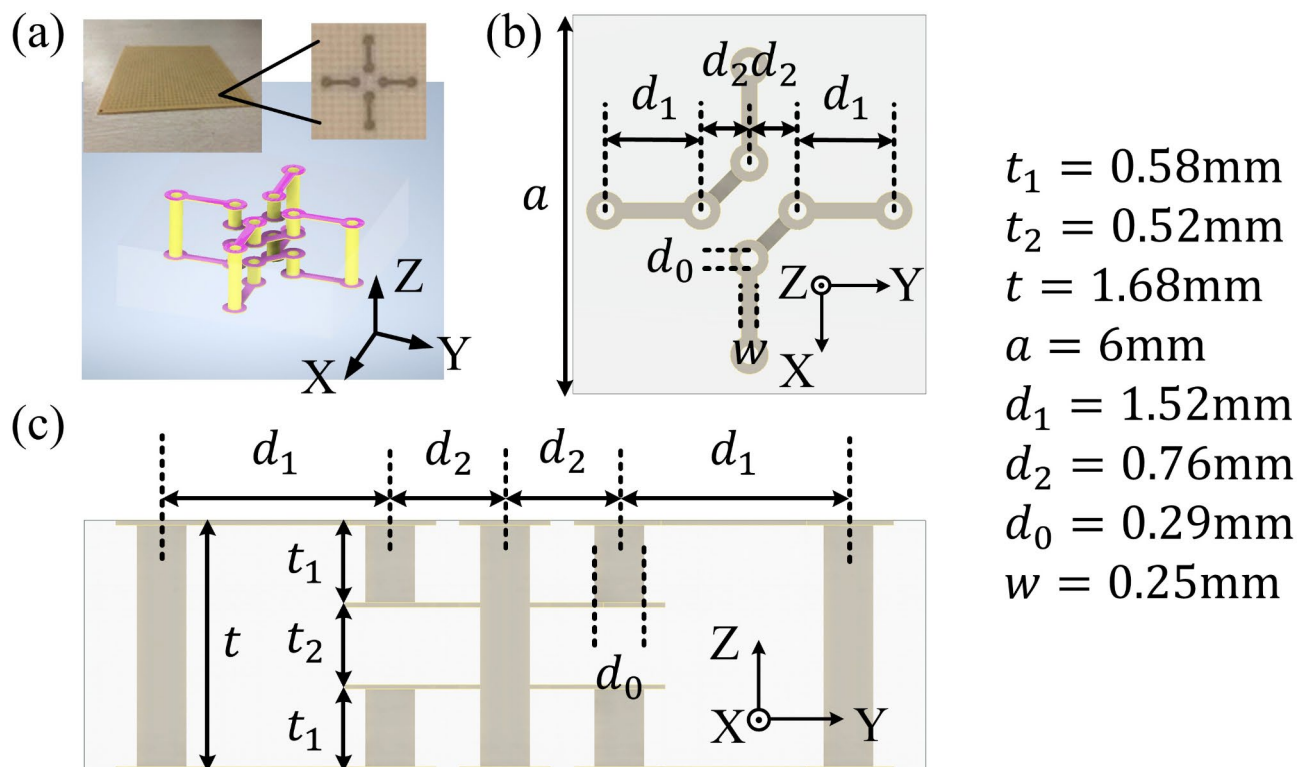 (a)
Z
X
Y
(b)
d₂d₂
d₁
d₁
a
d₀
Z
Y
w
X
t₁ = 0.58mm
t₂ = 0.52mm
t = 1.68mm
a = 6mm
d₁ = 1.52mm
d₂ = 0.76mm
d₀ = 0.29mm
w = 0.25mm
(c)
d₁
d₂
d₂
d₁
t₁
t
t₂
d₀
t₁
Z
X
Y